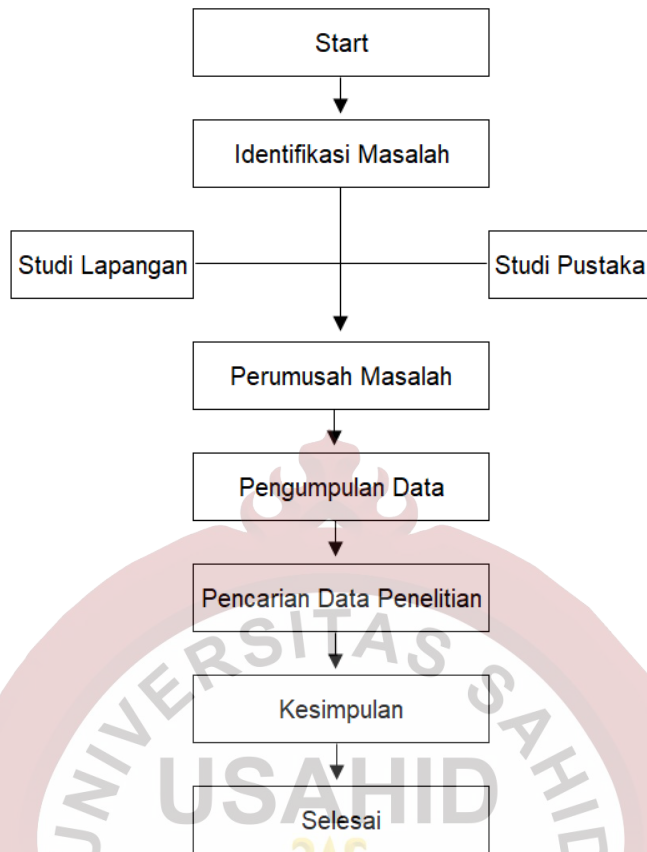 Start
Identifikasi Masalah
Studi Lapangan
Studi Pustaka
Perumusah Masalah
Pengumpulan Data
Pencarian Data Penelitian
Kesimpulan
Selesai
UNIVERSITAS SAHID
USAHID